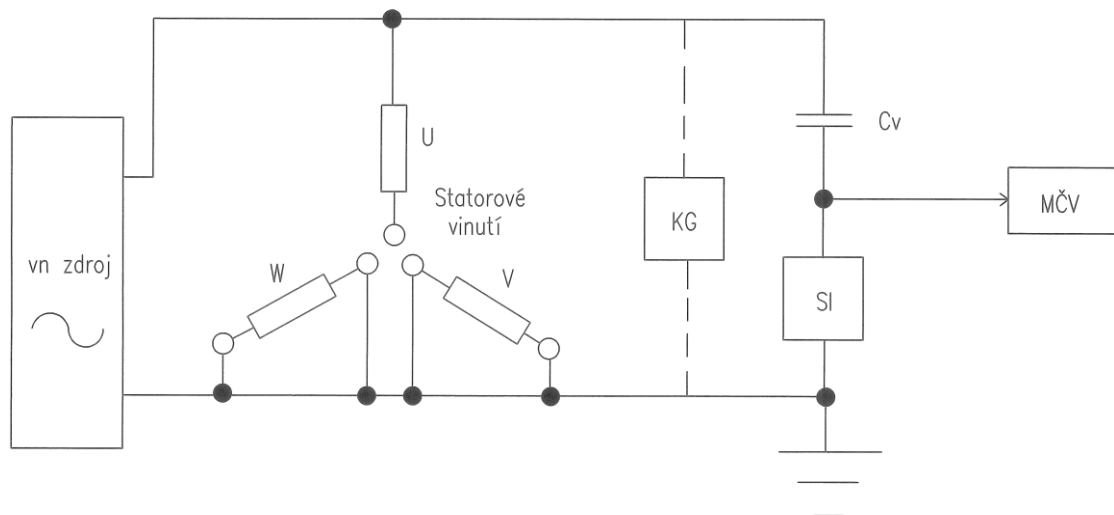 vn zdroj
U
Statorové
vinutí
W
V
KG
Cv
SI
MČV